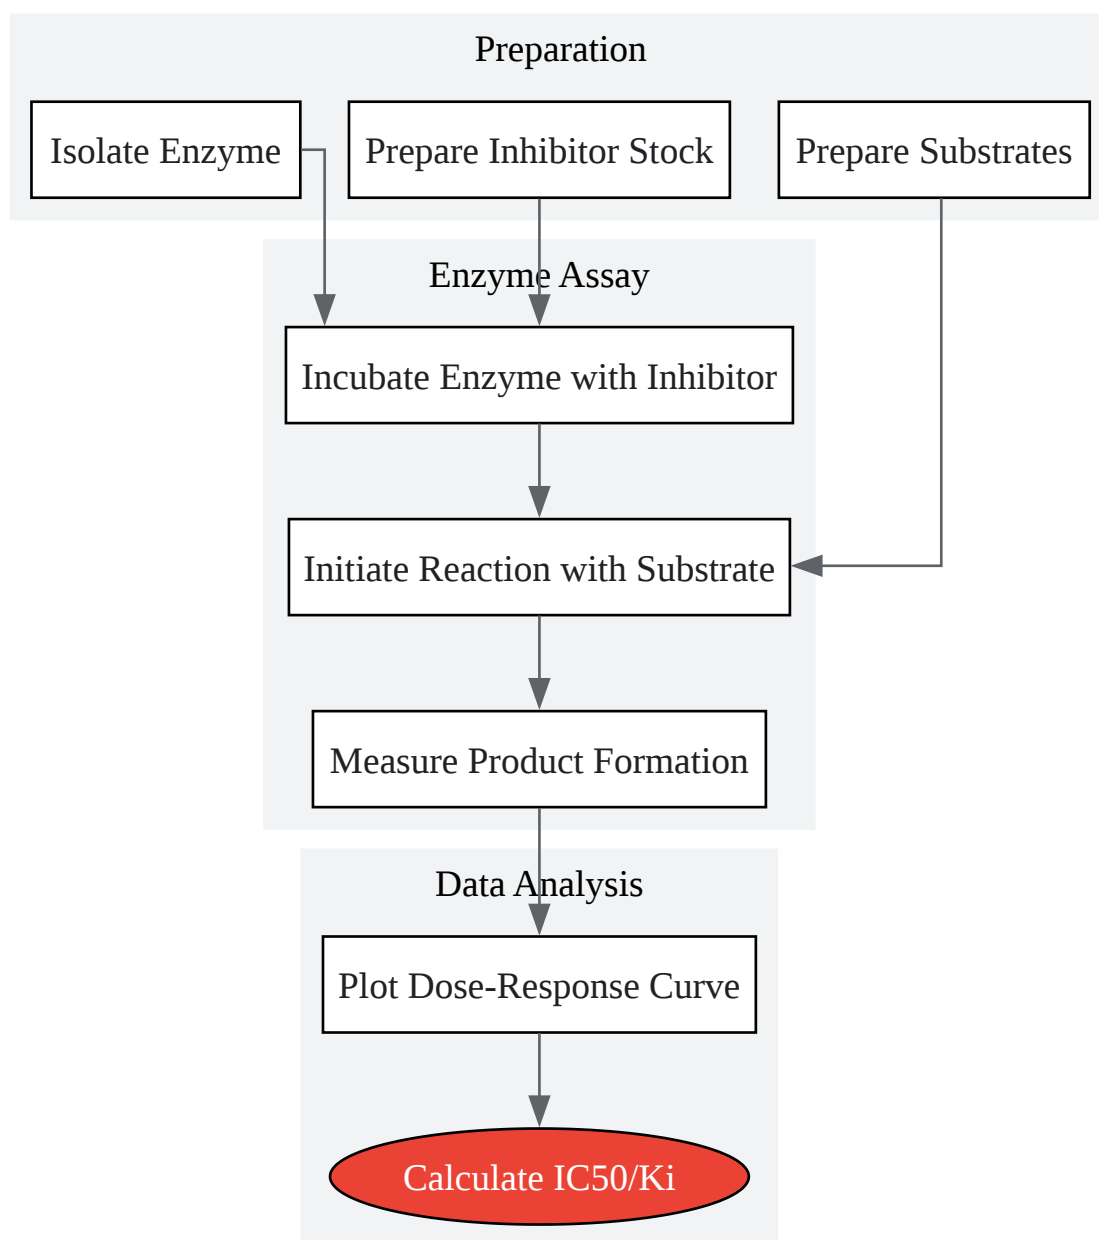 Preparation
Isolate Enzyme
Prepare Inhibitor Stock
Prepare Substrates
Enzyme Assay
Incubate Enzyme with Inhibitor
Initiate Reaction with Substrate
Measure Product Formation
Data Analysis
Plot Dose-Response Curve
Calculate IC50/Ki